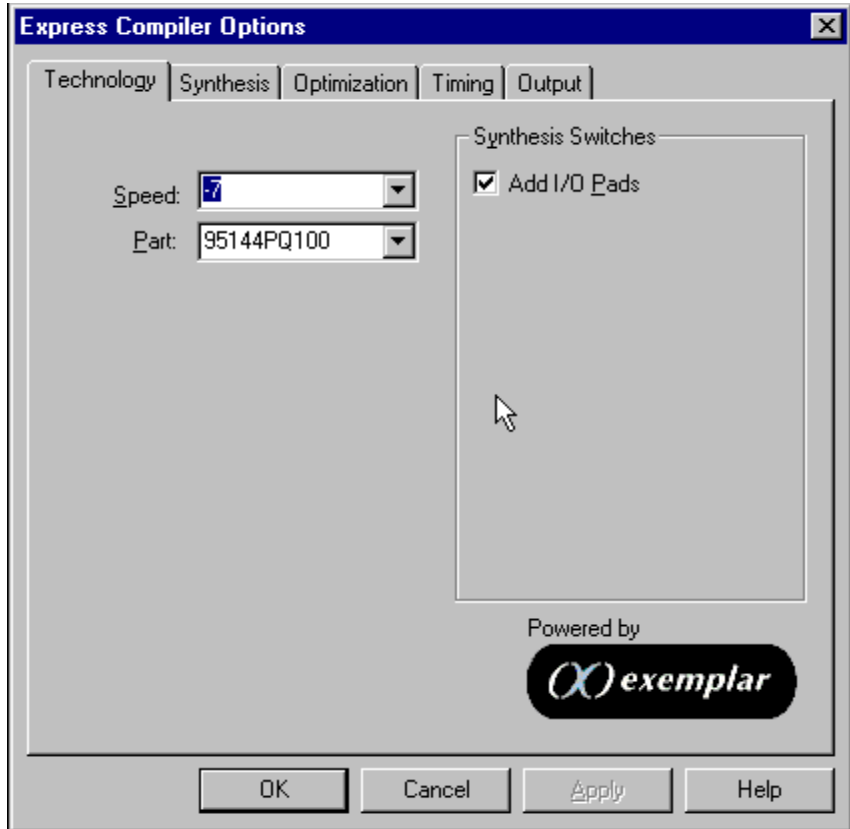 Express Compiler Options
Technology Synthesis Optimization Timing Output
Synthesis Switches
Speed: -7
Add I/O Pads
Part: 95144PQ100
Powered by
(X) exemplar
OK Cancel Apply Help